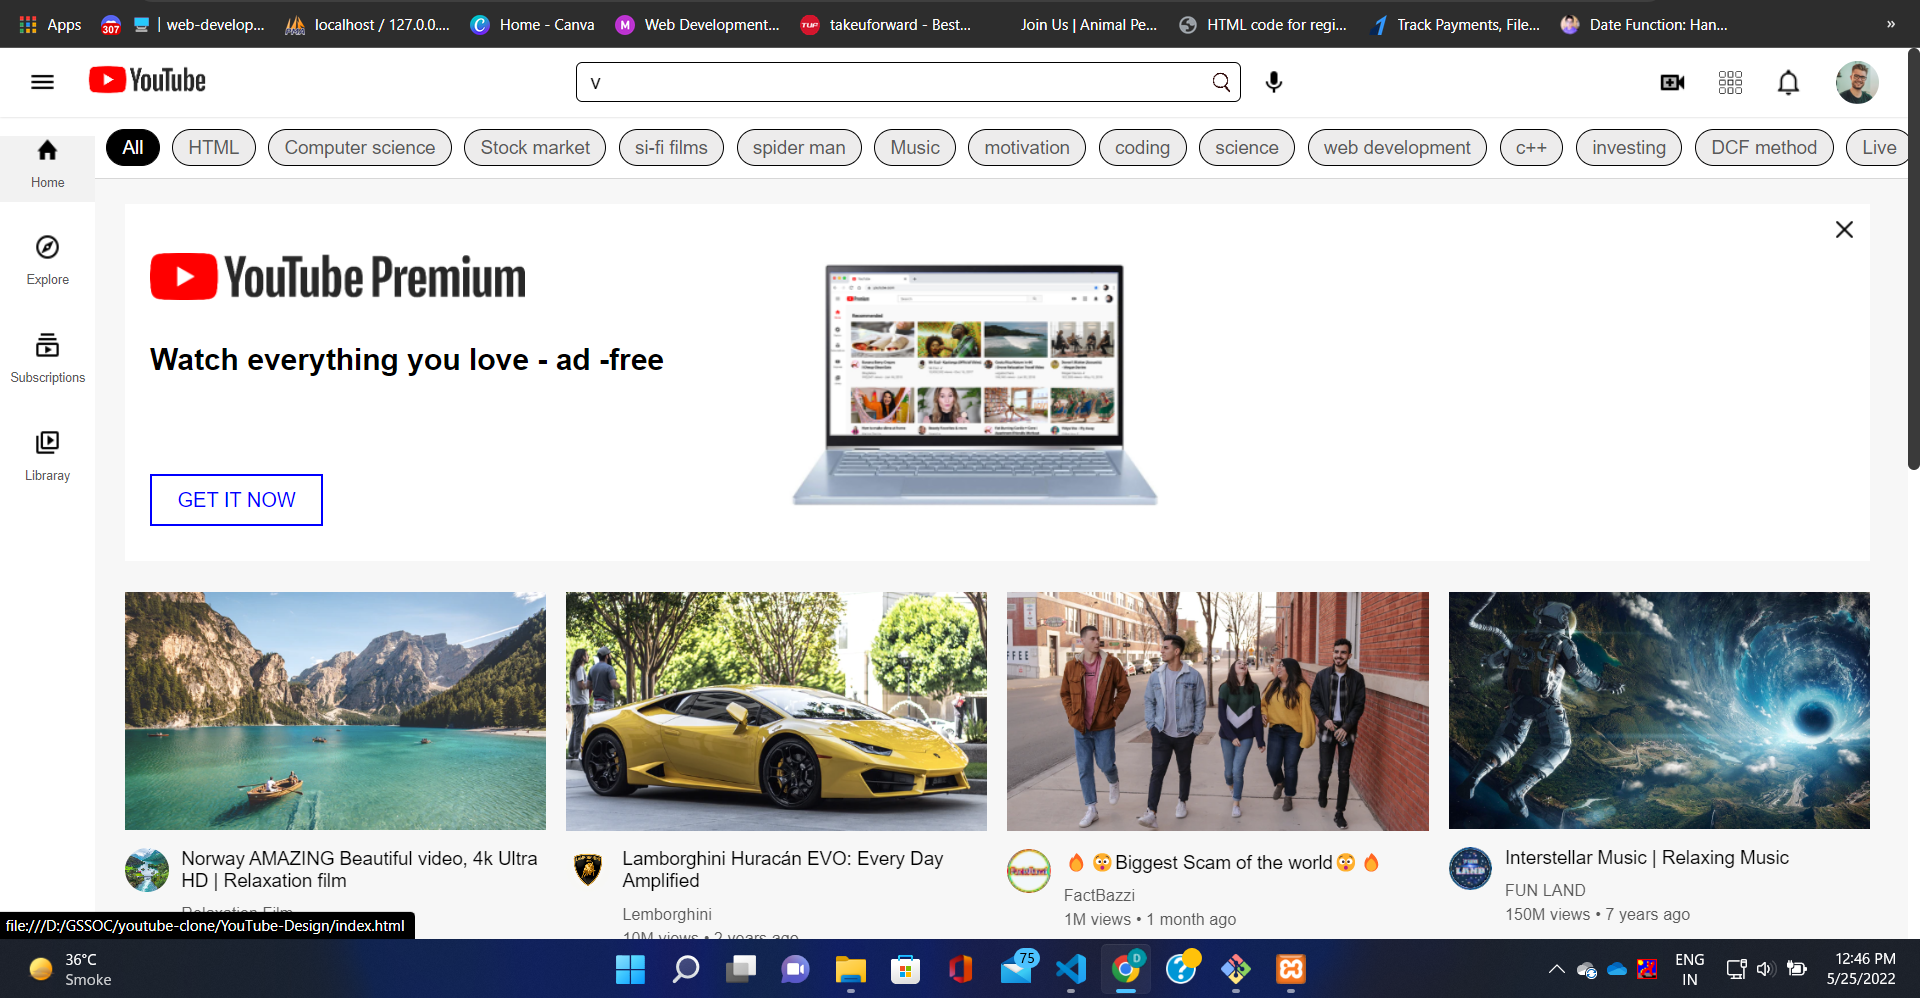 Apps
307
| web-develop...
localhost / 127.0.0....
Home - Canva
M
Web Development...
TUF
takeuforward - Best...
Join Us | Animal Pe...
HTML code for regi...
Track Payments, File...
Date Function: Han...
»
YouTube
v
All
HTML
Computer science
Stock market
si-fi films
spider man
Music
motivation
coding
science
web development
c++
investing
DCF method
Live
Home
Explore
Subscriptions
Libraray
YouTube Premium
Watch everything you love - ad -free
GET IT NOW
Recommended
Norway AMAZING Beautiful video, 4k Ultra
HD | Relaxation film
Relaxation Film
Lamborghini Huracán EVO: Every Day
Amplified
Lemborghini
10M views • 2 years ago
🔥 😲Biggest Scam of the world😲 🔥
FactBazzi
1M views • 1 month ago
FUN
LAND
Interstellar Music | Relaxing Music
FUN LAND
150M views • 7 years ago
file:///D:/GSSOC/youtube-clone/YouTube-Design/index.html
36°C
Smoke
75
D
ENG
IN
12:46 PM
5/25/2022